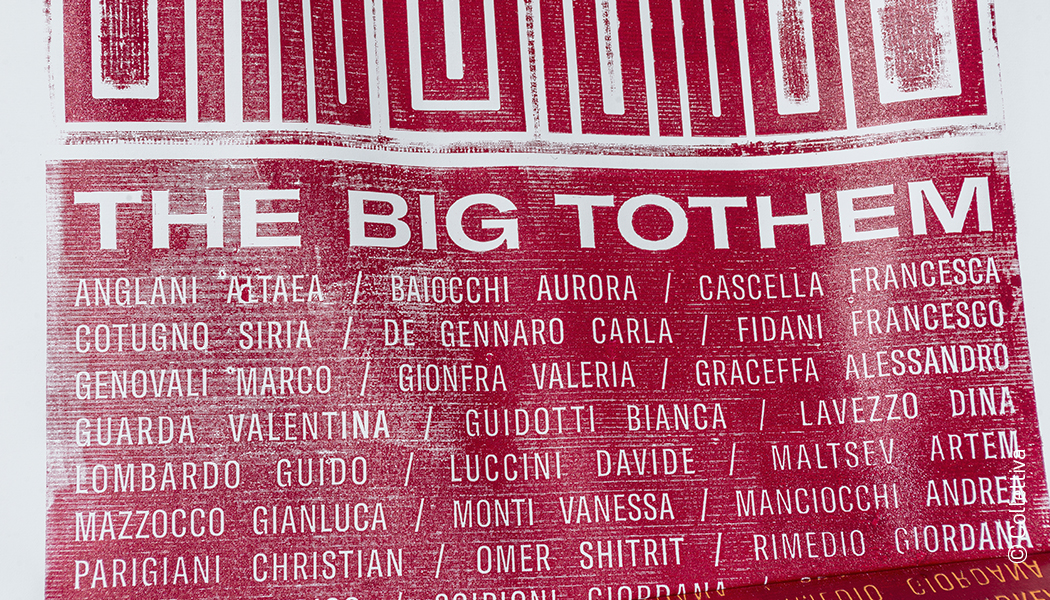 THE BIG TOTHEM
ANGLANI ALTAEA / BAIOCCHI AURORA / CASCELLA FRANCESCA
COTUGNO SIRIA / DE GENNARO CARLA / FIDANI FRANCESCO
GENOVALI MARCO / GIONFRA VALERIA / GRACEFFA ALESSANDRO
GUARDA VALENTINA / GUIDOTTI BIANCA / LAVEZZO DINA
LOMBARDO GUIDO / LUCCINI DAVIDE / MALTSEV ARTEM
MAZZOCCO GIANLUCA / MONTI VANESSA / MANCIOCCHI ANDREA
PARIGIANI CHRISTIAN / OMER SHITRIT / RIMEDIO GIORDANA
/ SCIPIONI GIORDANA /